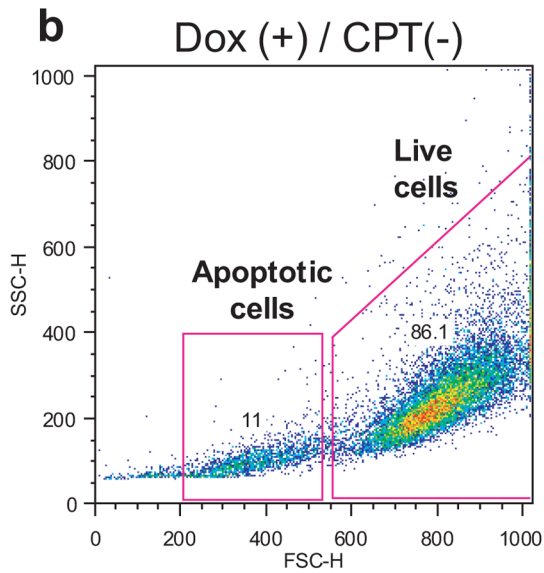 b
Dox (+) / CPT(-)
1000
800
600
400
200
0
SSC-H
Live
cells
Apoptotic
cells
86.1
11
0
200
400
600
800
1000
FSC-H